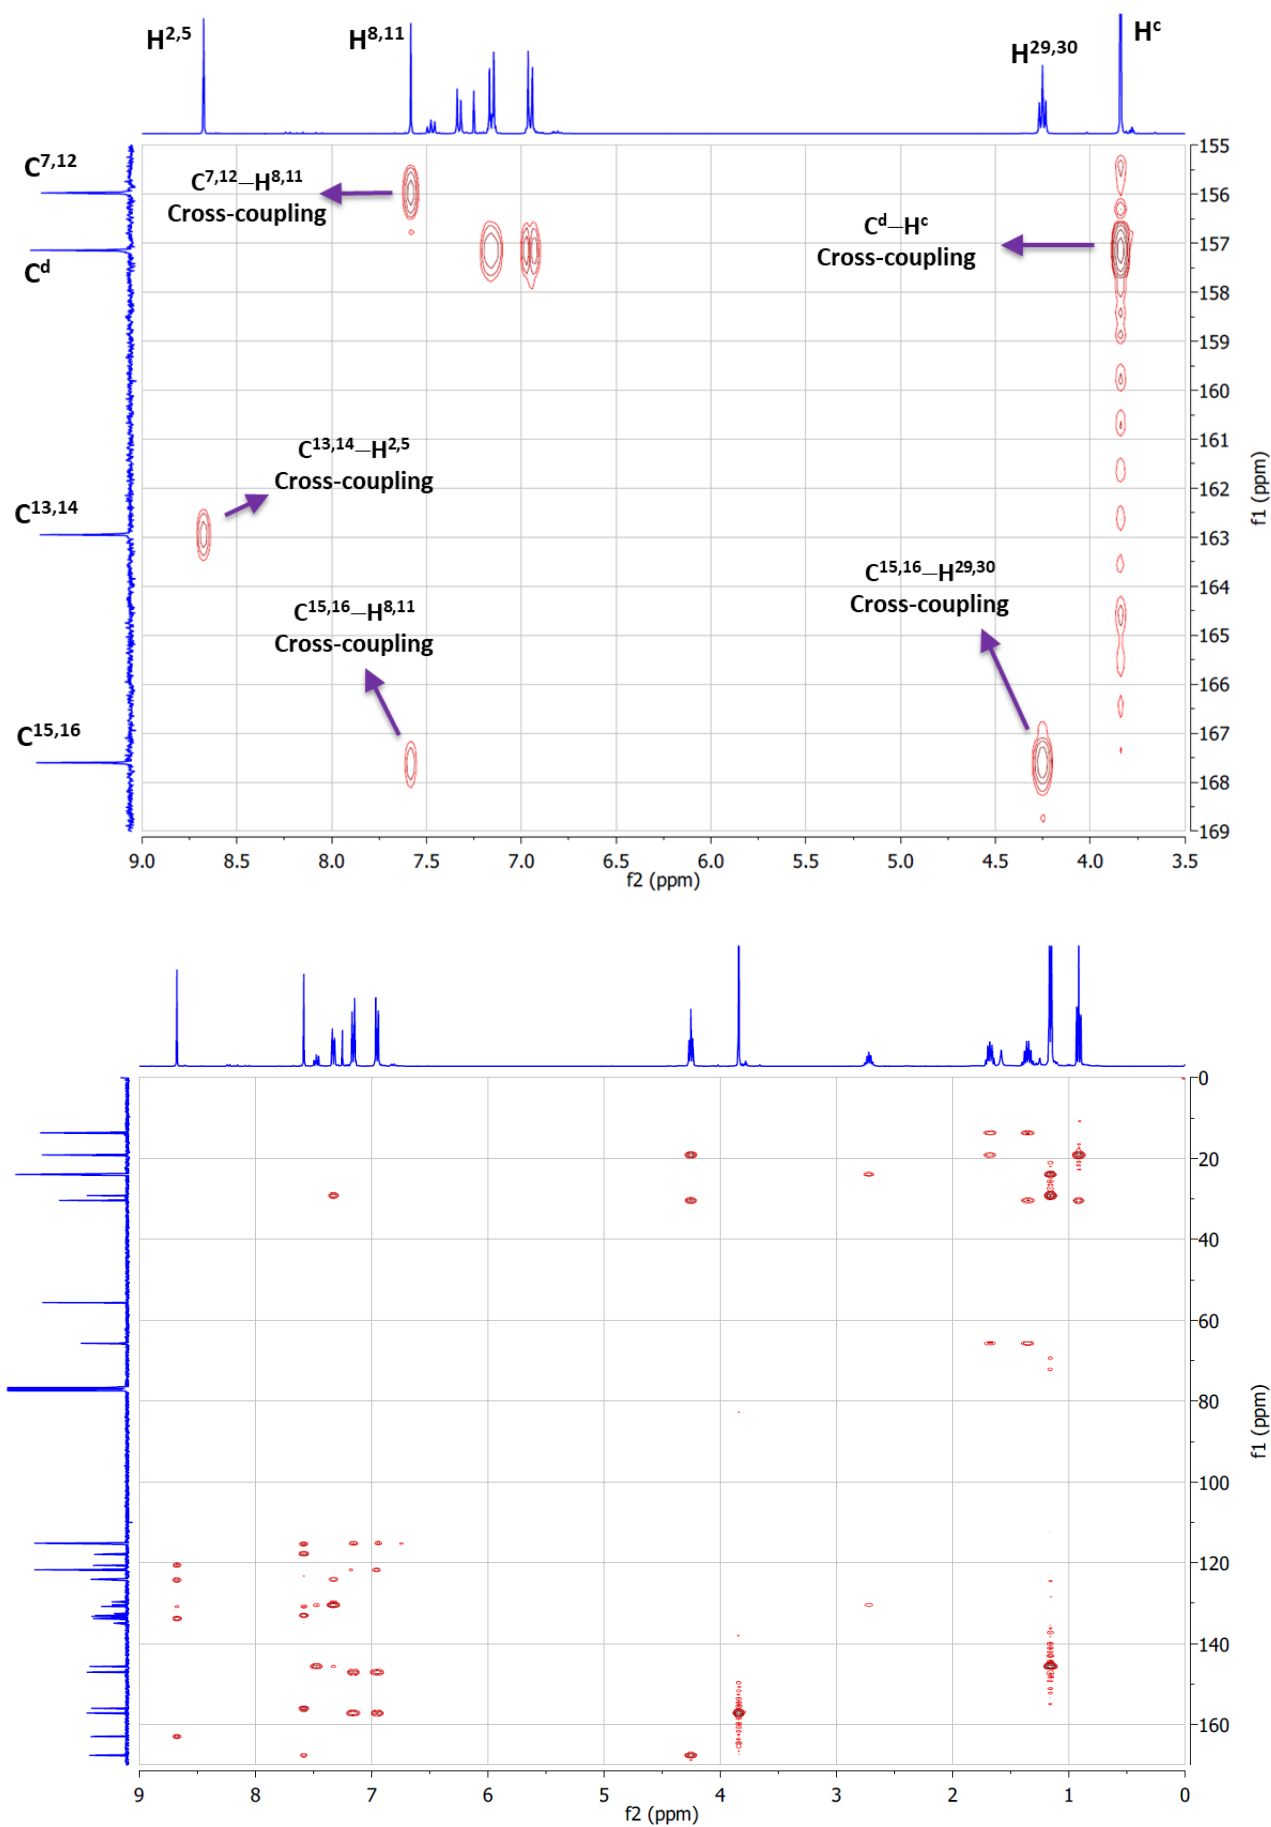 H2,5
H8,11
H29,30
Hc
C7,12
Cd
C13,14
C15,16
C7,12–H8,11
Cross-coupling
Cd–Hc
Cross-coupling
C13,14–H2,5
Cross-coupling
C15,16–H8,11
Cross-coupling
C15,16–H29,30
Cross-coupling
155
156
157
158
159
160
161
162
163
164
165
166
167
168
169
f1 (ppm)
9.0 8.5 8.0 7.5 7.0 6.5 6.0 5.5 5.0 4.5 4.0 3.5
f2 (ppm)
0
20
40
60
80
100
120
140
160
f1 (ppm)
9 8 7 6 5 4 3 2 1 0
f2 (ppm)